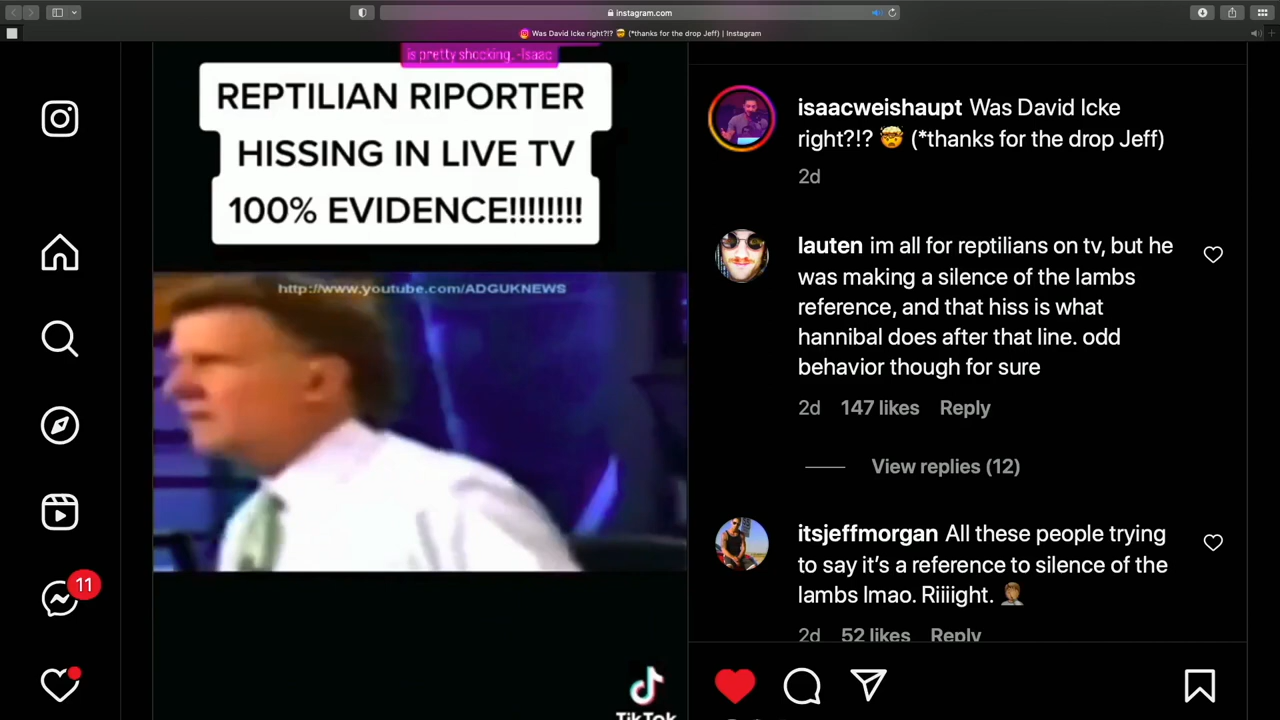 instagram.com
Was David Icke right?!? 🤯 (*thanks for the drop Jeff) | Instagram
is pretty shocking. -Isaac
REPTILIAN RIPORTER
HISSING IN LIVE TV
100% EVIDENCE!!!!!!!!
http://www.youtube.com/ADGUKNEWS
TikTok
11
isaacweishaupt Was David Icke
right?!? 🤯 (*thanks for the drop Jeff)
2d
lauten im all for reptilians on tv, but he
was making a silence of the lambs
reference, and that hiss is what
hannibal does after that line. odd
behavior though for sure
2d 147 likes Reply
View replies (12)
itsjeffmorgan All these people trying
to say it’s a reference to silence of the
lambs lmao. Riiiight. 🤦🏽‍♂️
2d 52 likes Reply